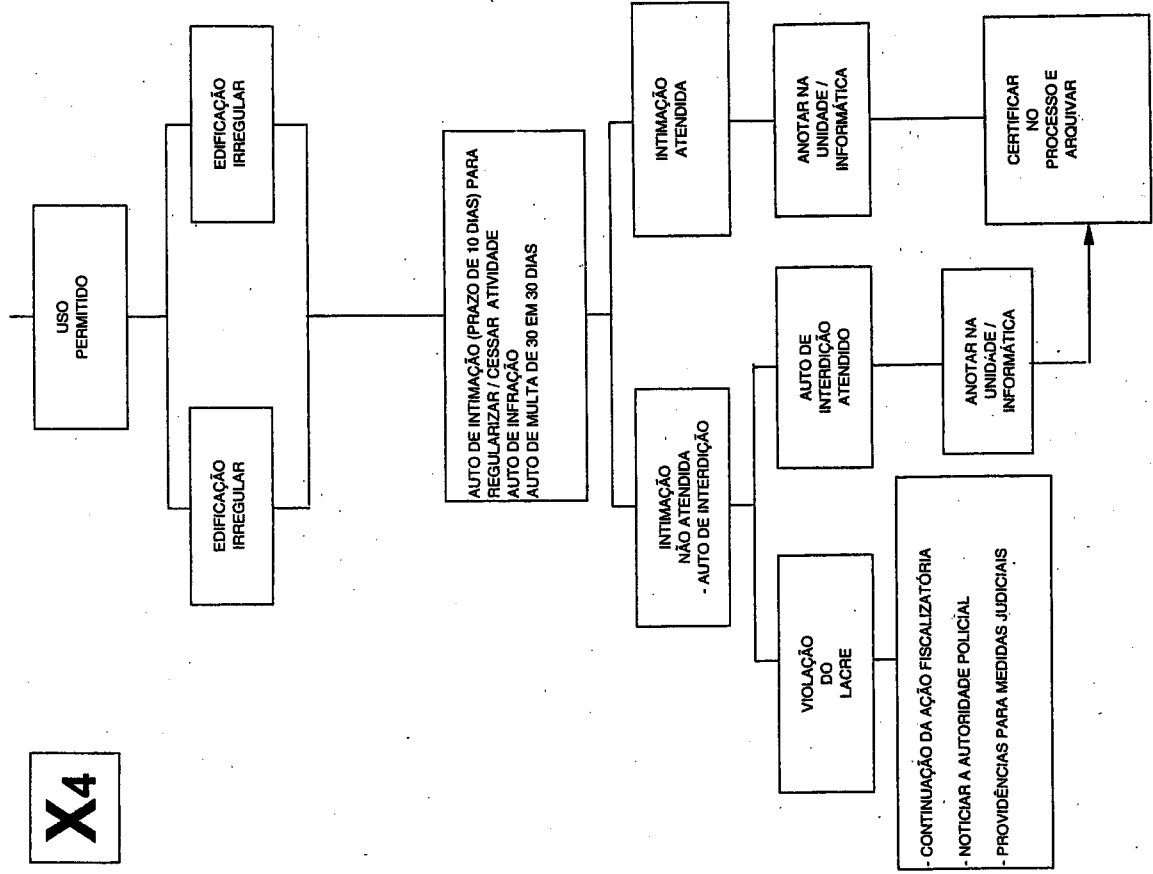 X4
USO
PERMITIDO
EDIFICAÇÃO
IRREGULAR
EDIFICAÇÃO
IRREGULAR
AUTO DE INTIMAÇÃO (PRAZO DE 10 DIAS) PARA
REGULARIZAR / CESSAR ATIVIDADE
AUTO DE INFRAÇÃO
AUTO DE MULTA DE 30 EM 30 DIAS
INTIMAÇÃO
NÃO ATENDIDA
- AUTO DE INTERDIÇÃO
INTIMAÇÃO
ATENDIDA
VIOLAÇÃO
DO
LACRE
AUTO DE
INTERDIÇÃO
ATENDIDO
ANOTAR NA
UNIDADE /
INFORMÁTICA
- CONTINUAÇÃO DA AÇÃO FISCALIZATÓRIA
- NOTICIAR A AUTORIDADE POLICIAL
- PROVIDÊNCIAS PARA MEDIDAS JUDICIAIS
ANOTAR NA
UNIDADE /
INFORMÁTICA
CERTIFICAR
NO
PROCESSO E
ARQUIVAR